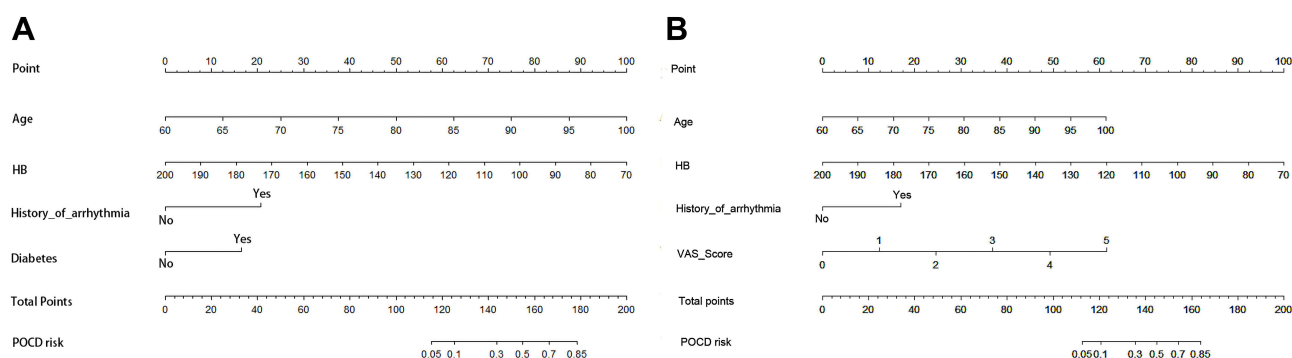 A
Point
0 10 20 30 40 50 60 70 80 90 100
Age
60 65 70 75 80 85 90 95 100
HB
200 190 180 170 160 150 140 130 120 110 100 90 80 70
Yes
History_of_arrhythmia
No
Yes
Diabetes
No
Total Points
0 20 40 60 80 100 120 140 160 180 200
POCD risk
0.05 0.1 0.3 0.5 0.7 0.85
B
0 10 20 30 40 50 60 70 80 90 100
Point
Age
60 65 70 75 80 85 90 95 100
HB
200 190 180 170 160 150 140 130 120 110 100 90 80 70
Yes
History_of_arrhythmia
No
1 3 5
VAS_Score
0 2 4
Total points
0 20 40 60 80 100 120 140 160 180 200
POCD risk
0.05 0.1 0.3 0.5 0.7 0.85